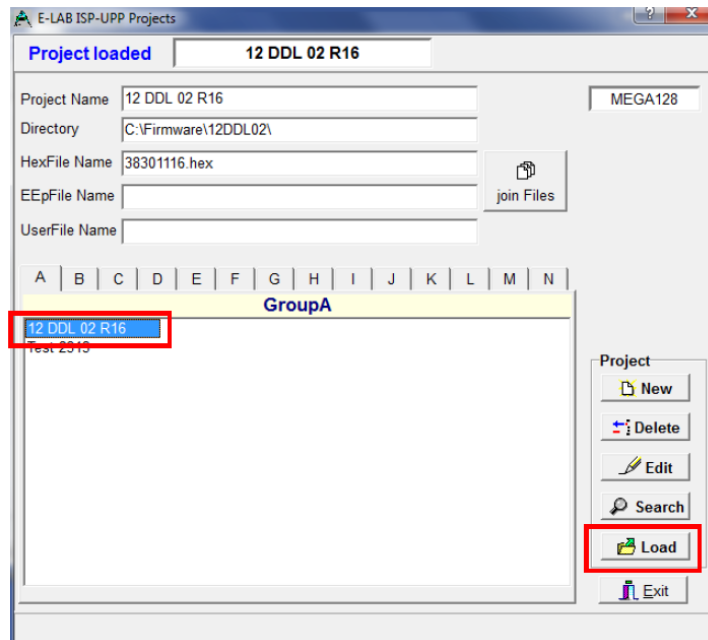 E-LAB ISP-UPP Projects
Project loaded 12 DDL 02 R16
Project Name 12 DDL 02 R16 MEGA128
Directory C:\Firmware\12DDL02\
HexFile Name 38301116.hex
EEpFile Name join Files
UserFile Name
A B C D E F G H I J K L M N
GroupA
12 DDL 02 R16
Test 2313
Project
New
Delete
Edit
Search
Load
Exit